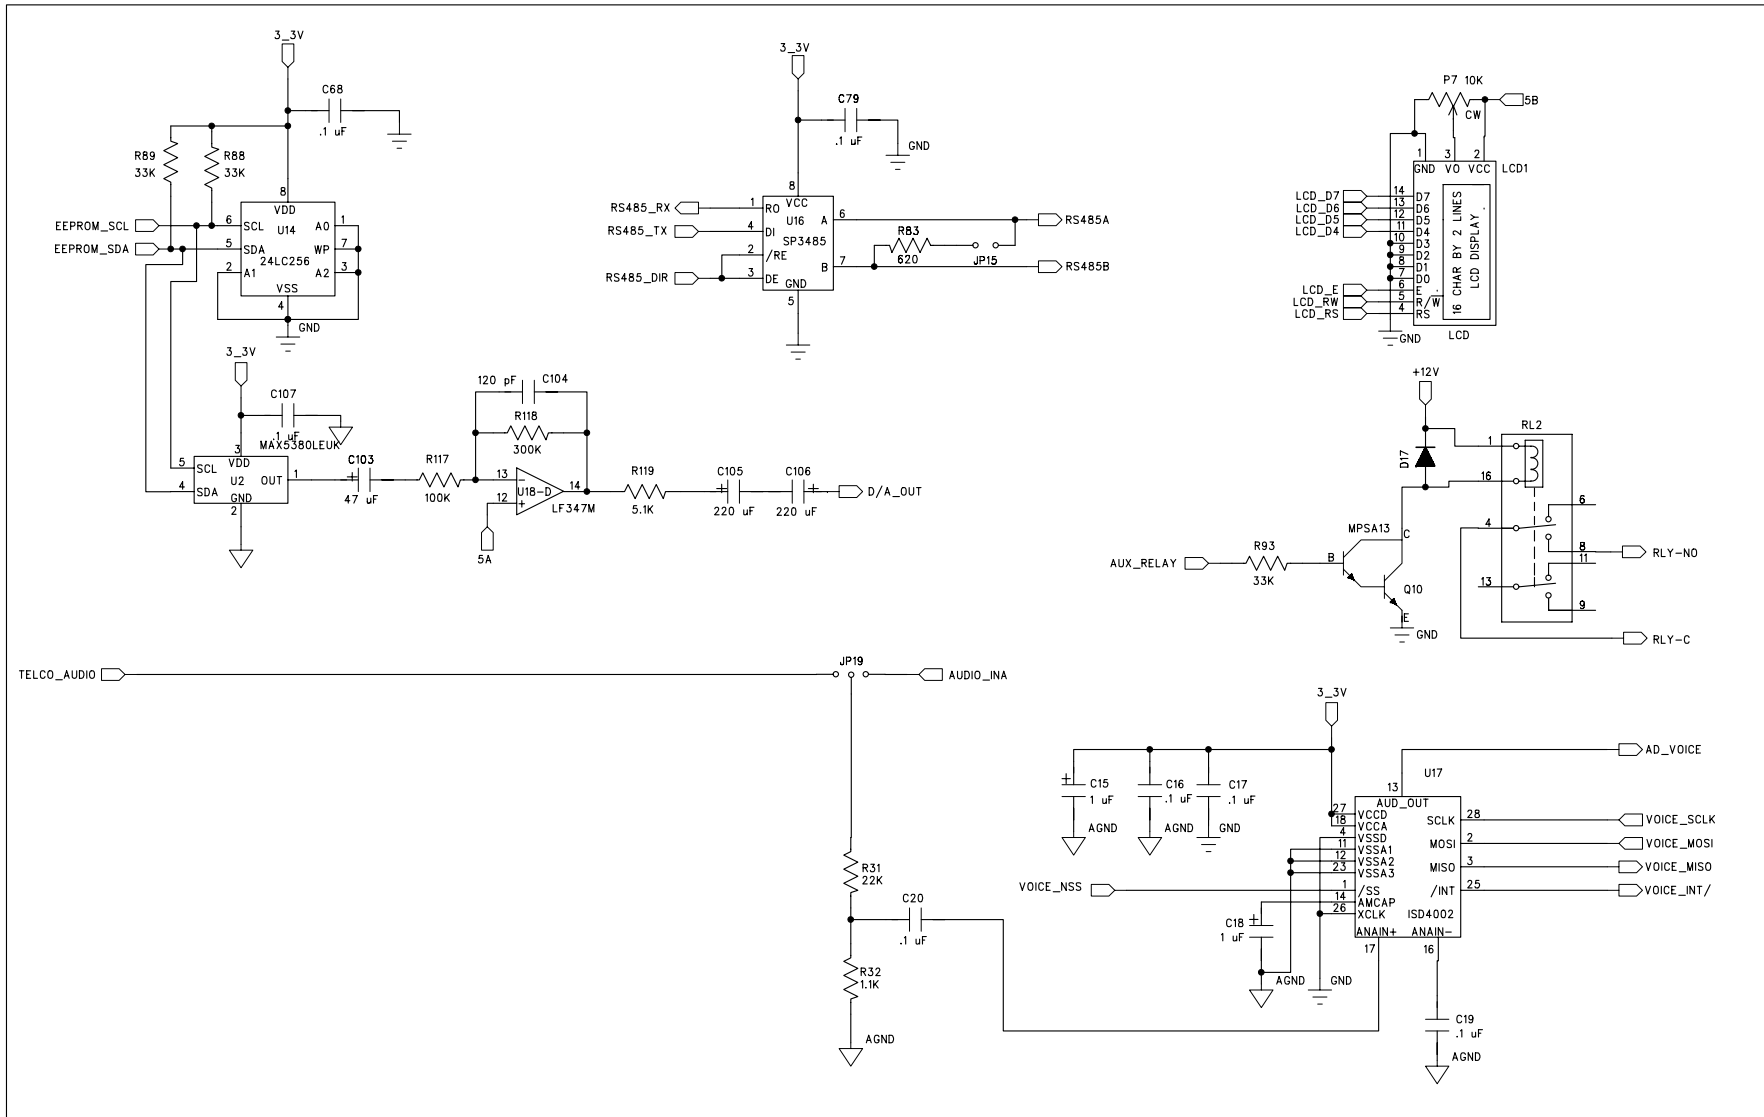 3_3V
C68
.1 uF
R89
33K
R88
33K
8
VDD
EEPROM_SCL
6
SCL
U14
A0
1
EEPROM_SDA
5
SDA
WP
7
24LC256
2
A1
A2
3
VSS
4
GND
3_3V
C79
.1 uF
GND
8
VCC
RS485_RX
1
RO
U16
A
6
RS485A
RS485_TX
4
DI
SP3485
R83
620
JP15
2
/RE
B
7
RS485B
RS485_DIR
3
DE
GND
5
P7 10K
CW
5B
1
3
2
GND
VO
VCC
LCD1
LCD_D7
14
D7
LCD_D6
13
D6
LCD_D5
12
D5
LCD_D4
11
D4
10
D3
9
D2
8
D1
7
D0
LCD_E
6
E
LCD_RW
5
R/W
LCD_RS
4
RS
16 CHAR BY 2 LINES
LCD DISPLAY
GND
LCD
3_3V
C107
.1 uF
MAX5380LEUK
3
VDD
5
SCL
U2
OUT
1
4
SDA
GND
2
C103
47 uF
R117
100K
120 pF
C104
R118
300K
13
U18-D
14
12
LF347M
5A
R119
5.1K
C105
220 uF
C106
220 uF
D/A_OUT
+12V
D17
RL2
1
16
6
4
8
RLY-NO
11
13
9
RLY-C
MPSA13
C
AUX_RELAY
R93
33K
B
Q10
E
GND
TELCO_AUDIO
JP19
AUDIO_INA
R31
22K
C20
.1 uF
R32
1.1K
AGND
3_3V
C15
1 uF
AGND
C16
.1 uF
AGND
C17
.1 uF
GND
AD_VOICE
U17
13
AUD_OUT
27
VCCD
18
VCCA
4
VSSD
11
VSSA1
12
VSSA2
23
VSSA3
VOICE_NSS
1
/SS
14
AMCAP
26
XCLK
SCLK
28
VOICE_SCLK
MOSI
2
VOICE_MOSI
MISO
3
VOICE_MISO
/INT
25
VOICE_INT/
ISD4002
ANAIN+
ANAIN-
17
16
C18
1 uF
AGND
GND
C19
.1 uF
AGND